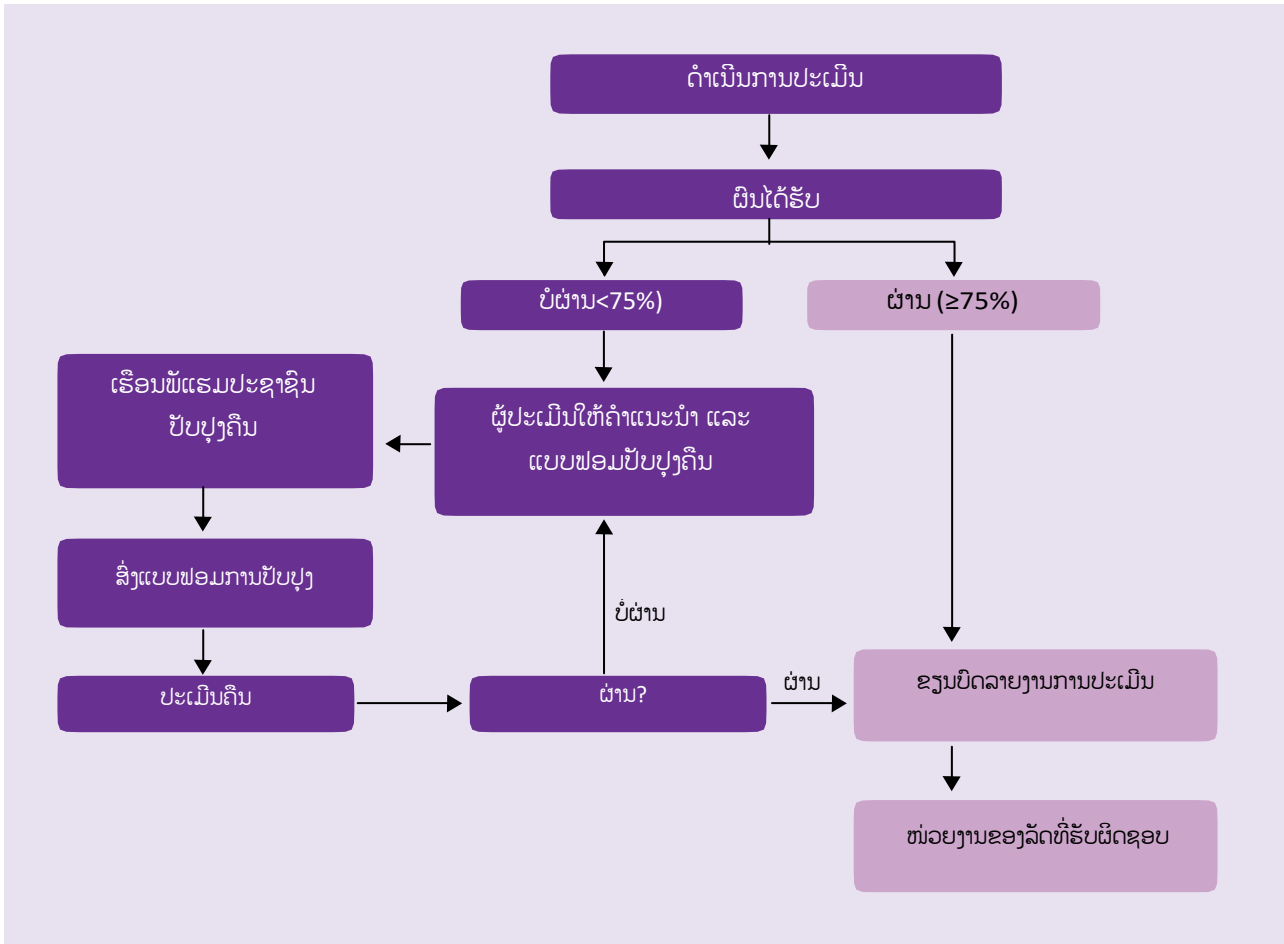 ດຳເນີນການປະເມີນ
ຜົນໄດ້ຮັບ
ບໍ່ຜ່ານ<75%)
ຜ່ານ (≥75%)
ເຮືອນພັແຮມປະຊາຊົນ
ປັບປຸງຄືນ
ຜູ້ປະເມີນໃຫ້ຄຳແນະນຳ ແລະ
ແບບຟອມປັບປຸງຄືນ
ສົ່ງແບບຟອມການປັບປຸງ
ບໍ່ຜ່ານ
ປະເມີນຄືນ
ຜ່ານ?
ຜ່ານ
ຂຽນບົດລາຍງານການປະເມີນ
ໜ່ວຍງານຂອງລັດທີ່ຮັບຜິດຊອບ